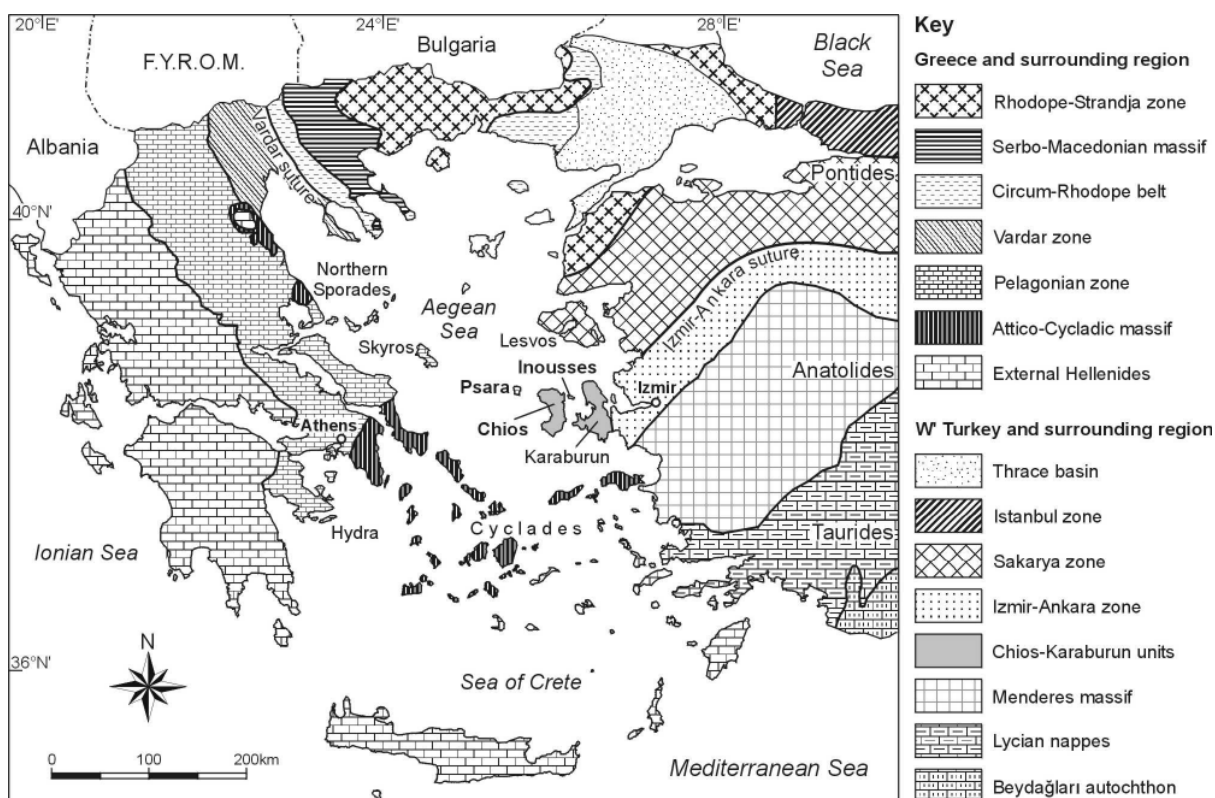 20°E'
24°E'
28°E'
F.Y.R.O.M.
Bulgaria
Black
Sea
Albania
Vardar suture
Pontides
40°N'
Northern
Sporades
Aegean
Sea
Izmir-Ankara suture
Lesvos
Skyros
Inousses
Psara
Izmir
Anatolides
Chios
Athens
Karaburun
Hydra
Cyclades
Taurides
Ionian Sea
N
36°N'
Sea of Crete
0 100 200km
Mediterranean Sea
Key
Greece and surrounding region
Rhodope-Strandja zone
Serbo-Macedonian massif
Circum-Rhodope belt
Vardar zone
Pelagonian zone
Attico-Cycladic massif
External Hellenides
W' Turkey and surrounding region
Thrace basin
Istanbul zone
Sakarya zone
Izmir-Ankara zone
Chios-Karaburun units
Menderes massif
Lycian nappes
Beydağları autochthon